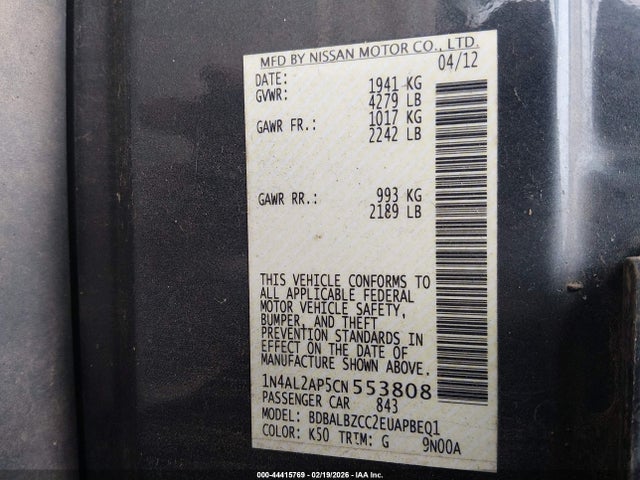 MFD BY NISSAN MOTOR CO., LTD.
DATE: 04/12
GVWR: 1941 KG
4279 LB
GAWR FR.: 1017 KG
2242 LB
GAWR RR.: 993 KG
2189 LB
THIS VEHICLE CONFORMS TO
ALL APPLICABLE FEDERAL
MOTOR VEHICLE SAFETY,
BUMPER, AND THEFT
PREVENTION STANDARDS IN
EFFECT ON THE DATE OF
MANUFACTURE SHOWN ABOVE.
1N4AL2AP5CN 553808
PASSENGER CAR 843
MODEL: BDBALBZCC2EUAPBEQ1
COLOR: K50 TRIM: G 9N00A
000-44415769 - 02/19/2026 - IAA Inc.